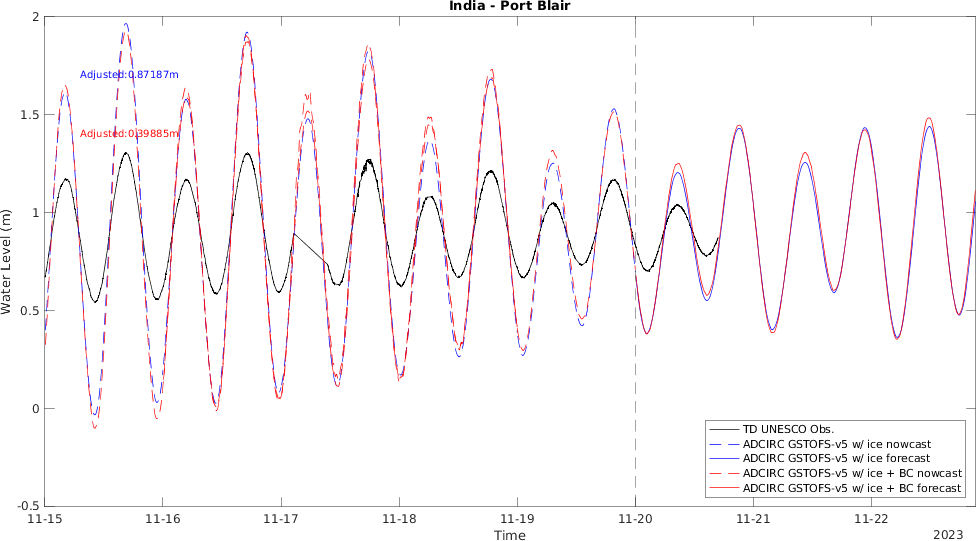 India - Port Blair
2
1.5
1
0.5
0
-0.5
Water Level (m)
Adjusted:0.87187m
Adjusted:0.39885m
TD UNESCO Obs.
ADCIRC GSTOFS-v5 w/ ice nowcast
ADCIRC GSTOFS-v5 w/ ice forecast
ADCIRC GSTOFS-v5 w/ ice + BC nowcast
ADCIRC GSTOFS-v5 w/ ice + BC forecast
11-15 11-16 11-17 11-18 11-19 11-20 11-21 11-22
Time
2023